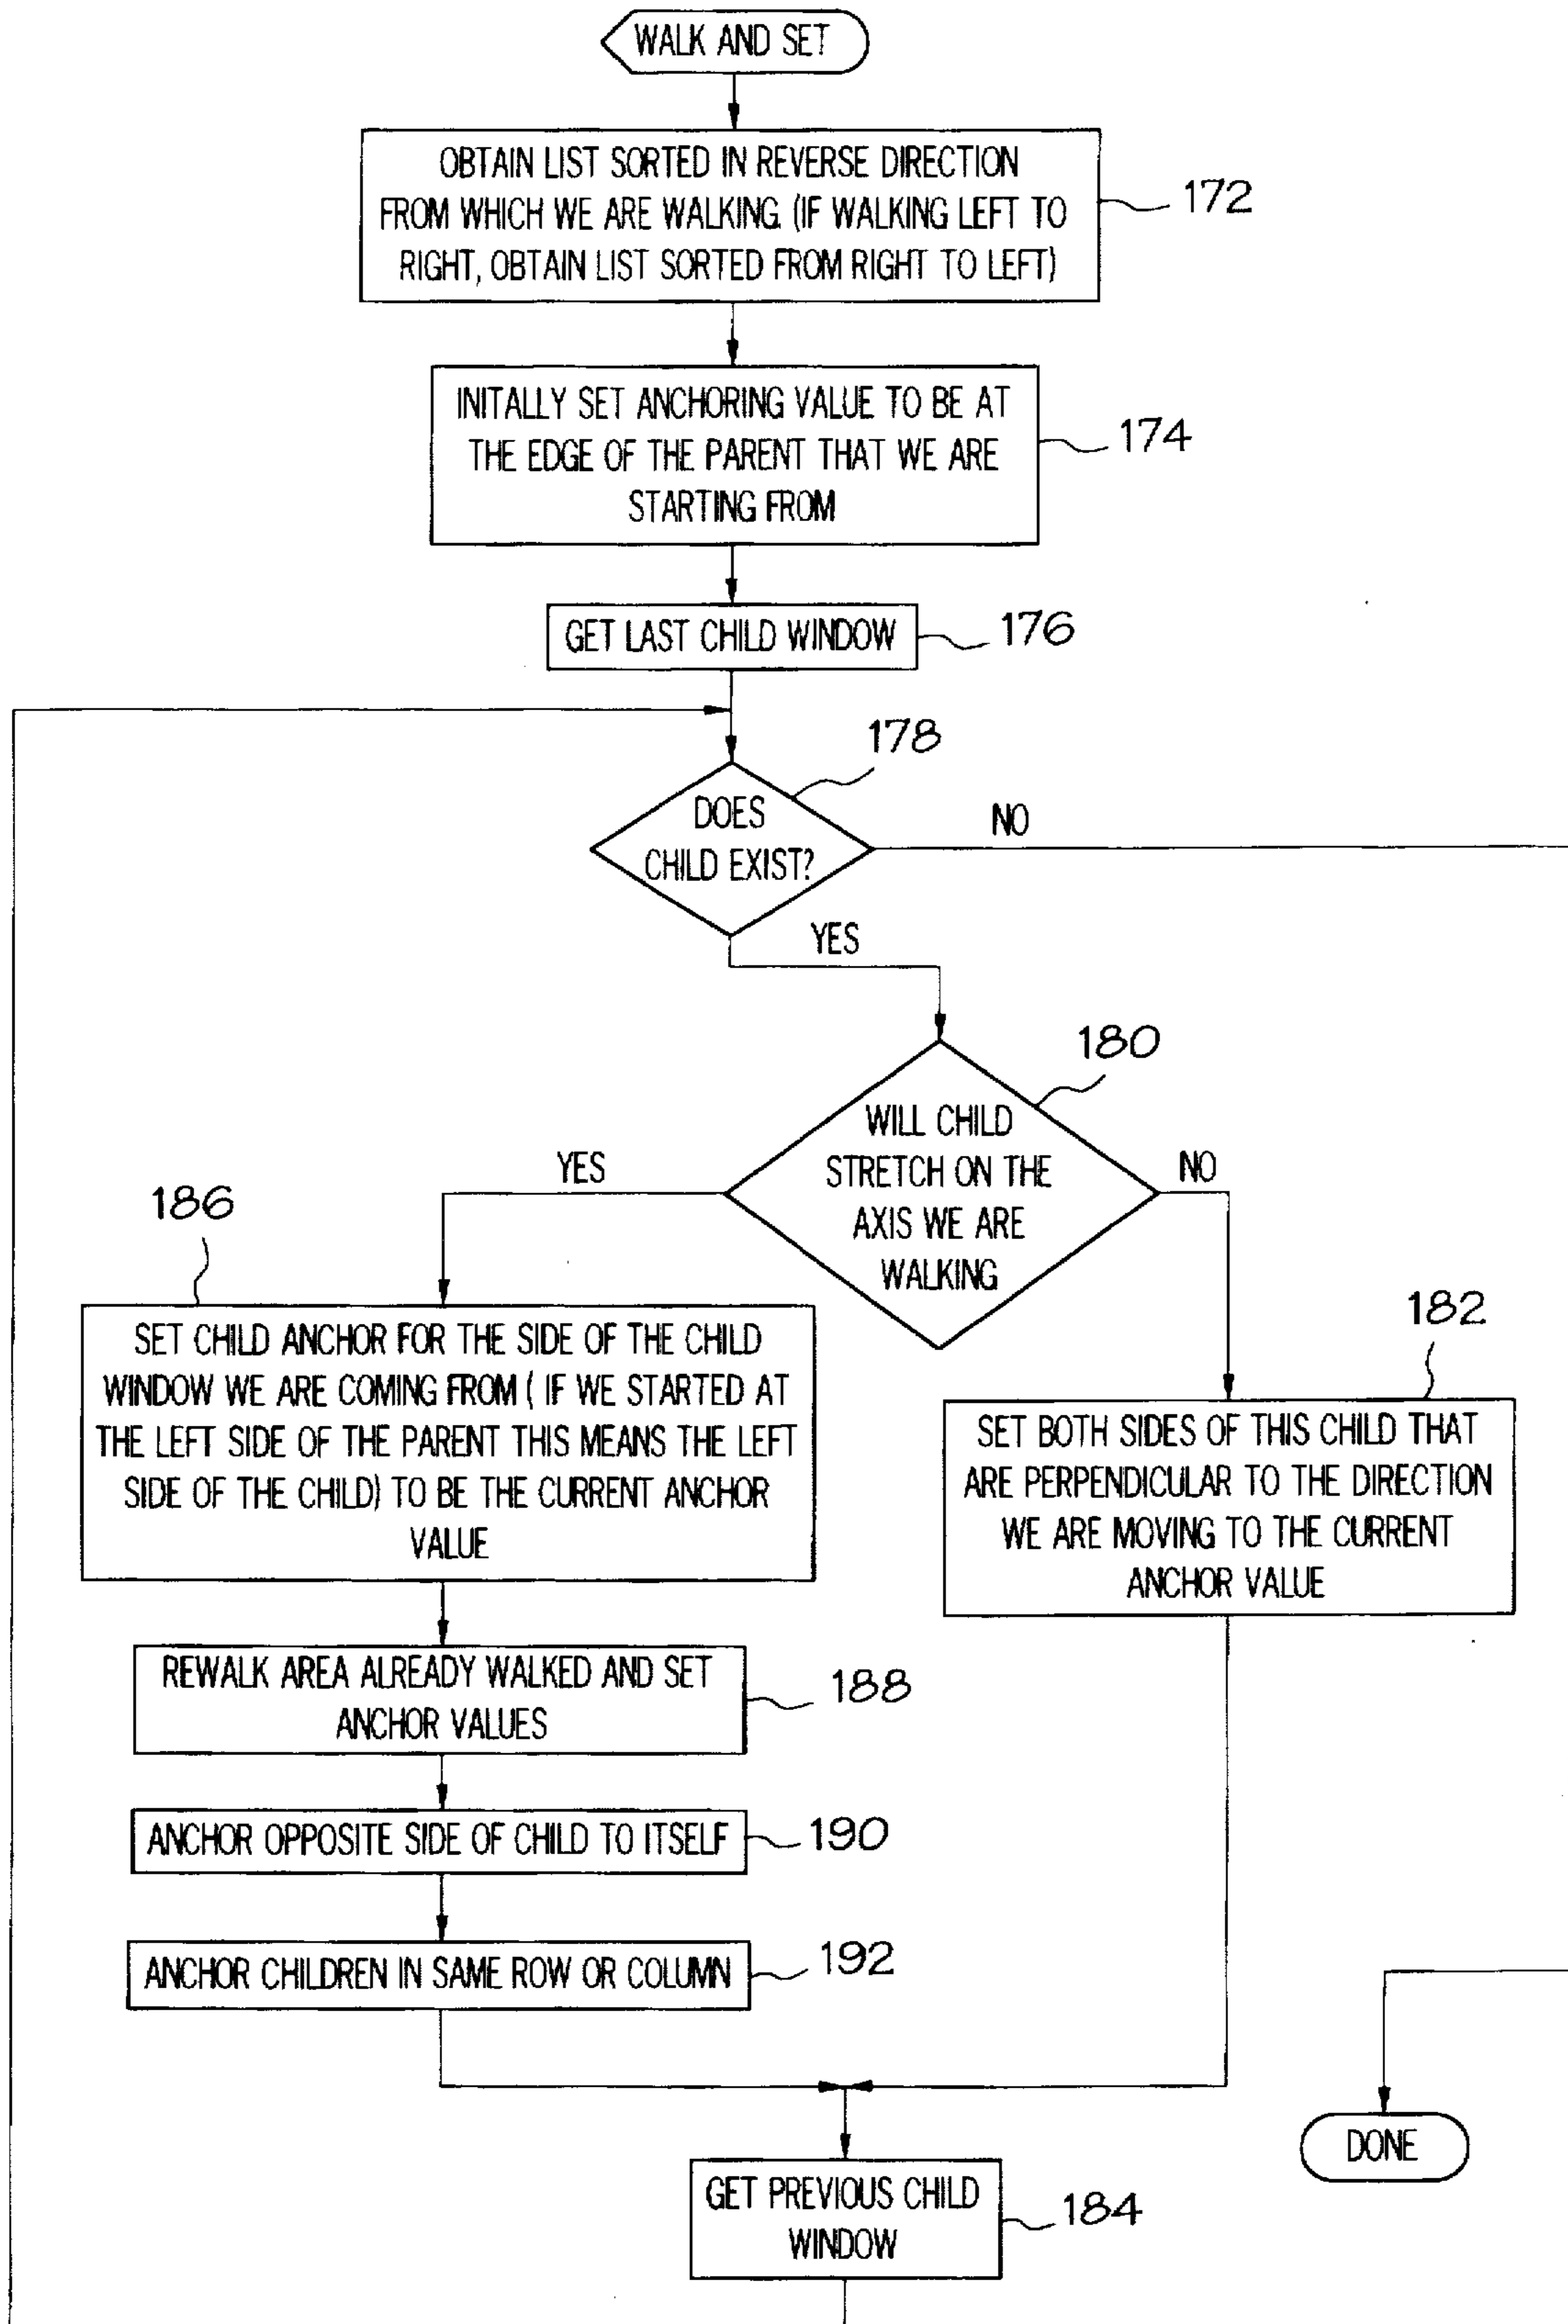 WALK AND SET
OBTAIN LIST SORTED IN REVERSE DIRECTION
FROM WHICH WE ARE WALKING. (IF WALKING LEFT TO
RIGHT, OBTAIN LIST SORTED FROM RIGHT TO LEFT)
172
INITALLY SET ANCHORING VALUE TO BE AT
THE EDGE OF THE PARENT THAT WE ARE
STARTING FROM
174
GET LAST CHILD WINDOW
176
178
DOES
CHILD EXIST?
NO
YES
180
WILL CHILD
STRETCH ON THE
AXIS WE ARE
WALKING
YES
NO
186
SET CHILD ANCHOR FOR THE SIDE OF THE CHILD
WINDOW WE ARE COMING FROM ( IF WE STARTED AT
THE LEFT SIDE OF THE PARENT THIS MEANS THE LEFT
SIDE OF THE CHILD) TO BE THE CURRENT ANCHOR
VALUE
182
SET BOTH SIDES OF THIS CHILD THAT
ARE PERPENDICULAR TO THE DIRECTION
WE ARE MOVING TO THE CURRENT
ANCHOR VALUE
REWALK AREA ALREADY WALKED AND SET
ANCHOR VALUES
188
ANCHOR OPPOSITE SIDE OF CHILD TO ITSELF
190
ANCHOR CHILDREN IN SAME ROW OR COLUMN
192
DONE
GET PREVIOUS CHILD
WINDOW
184